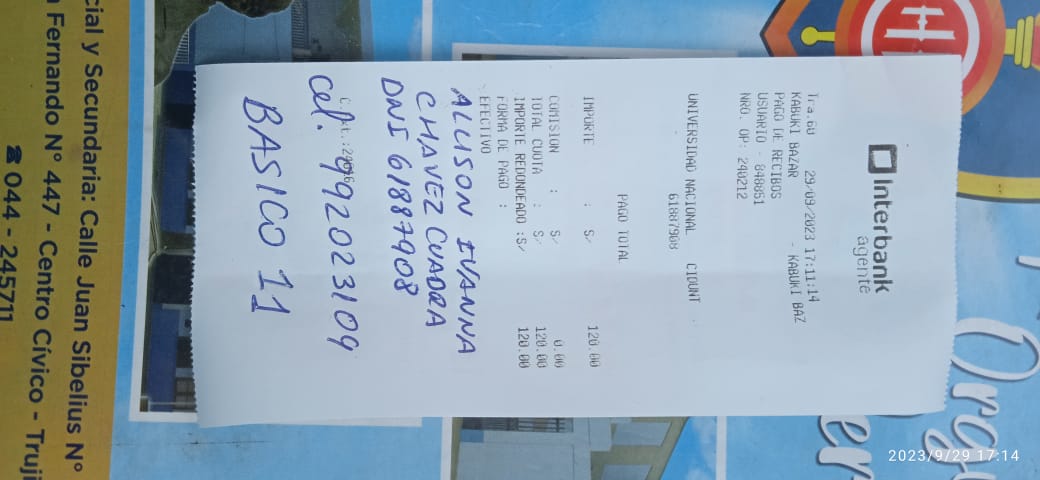 Interbank
agente
Tra.60 29/09/2023 17:11:14
KABUKI BAZAR - KABUKI BAZ
PAGO DE RECIBOS
USUARIO - 848851
NRO. OP: 240212
UNIVERSIDAD NACIONAL CIDUNT
61887908
PAGO TOTAL
IMPORTE : S/ 120.00
COMISION : S/ 0.00
TOTAL CUOTA : S/ 120.00
IMPORTE REDONDEADO :S/ 120.00
FORMA DE PAGO :
EFECTIVO
ALLISON IVANNA
CHAVEZ CUADRA
DNI 61887908
Cel. 992023109
BASICO 11
cial y Secundaria: Calle Juan Sibelius N°
Fernando N° 447 - Centro Cívico - Truji
☎ 044 - 245711
2023/9/29 17:14